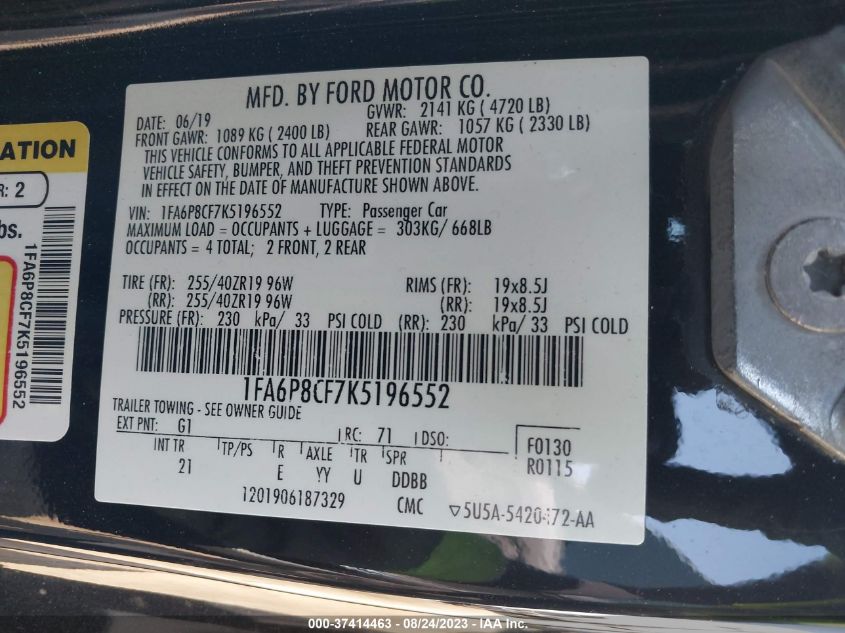 MFD. BY FORD MOTOR CO.
DATE: 06/19 GVWR: 2141 KG ( 4720 LB)
FRONT GAWR: 1089 KG ( 2400 LB) REAR GAWR: 1057 KG ( 2330 LB)
THIS VEHICLE CONFORMS TO ALL APPLICABLE FEDERAL MOTOR
VEHICLE SAFETY, BUMPER, AND THEFT PREVENTION STANDARDS
IN EFFECT ON THE DATE OF MANUFACTURE SHOWN ABOVE.
VIN: 1FA6P8CF7K5196552 TYPE: Passenger Car
MAXIMUM LOAD = OCCUPANTS + LUGGAGE = 303KG/ 668LB
OCCUPANTS = 4 TOTAL; 2 FRONT, 2 REAR
TIRE (FR): 255/40ZR19 96W RIMS (FR): 19x8.5J
(RR): 255/40ZR19 96W (RR): 19x8.5J
PRESSURE (FR): 230 kPa/ 33 PSI COLD (RR): 230 kPa/ 33 PSI COLD
1FA6P8CF7K5196552
TRAILER TOWING - SEE OWNER GUIDE
EXT PNT: G1 RC: 71 DSO: F0130
INT TR TP/PS R AXLE TR SPR R0115
21 E YY U DDBB
1201906187329 CMC ▽5U5A-5420472-AA
ATION
R: 2
bs.
1FA6P8CF7K5196552
000-37414463 - 08/24/2023 - IAA Inc.